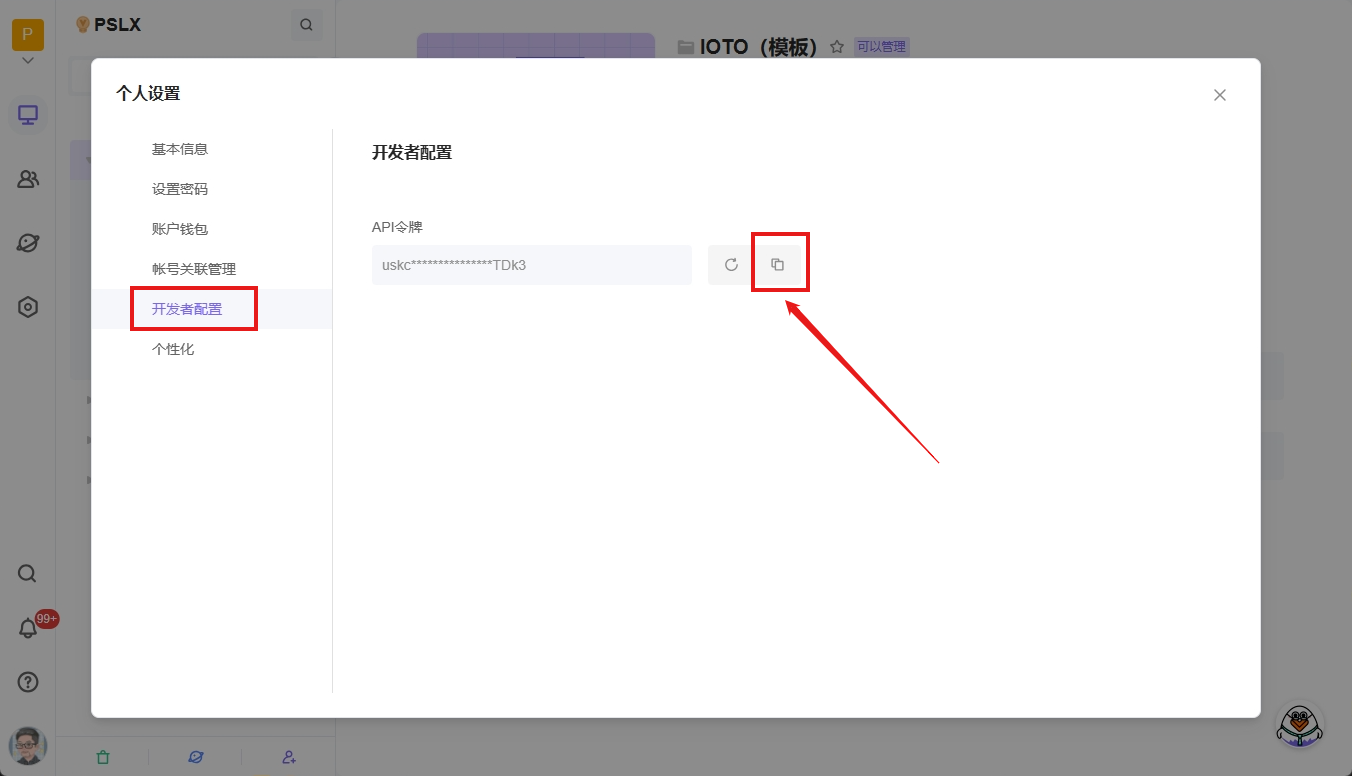 P
PSLX
IOTO（模板）
可以管理
个人设置
基本信息
设置密码
账户钱包
帐号关联管理
开发者配置
个性化
开发者配置
API令牌
uskc***************TDk3
99+